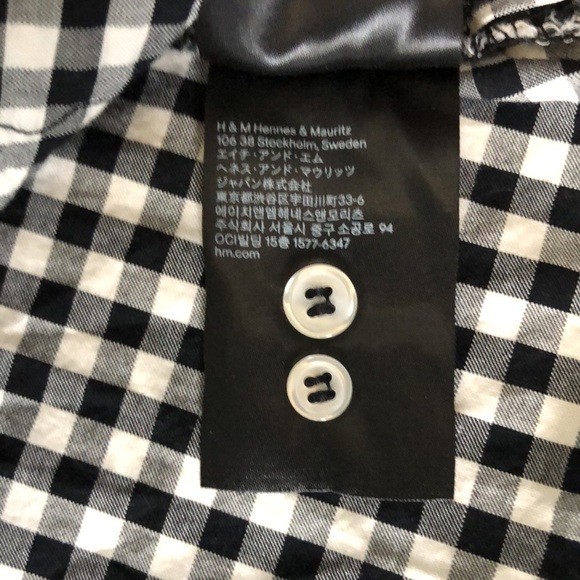 H & M Hennes & Mauritz
106 38 Stockholm, Sweden
エイチ・アンド・エム
ヘネス・アンド・マウリッツ
ジャパン株式会社
東京都渋谷区宇田川町33-6
에이치앤엠헤네스앤모리츠
주식회사 서울시 중구 소공로 94
OCI빌딩 15층 1577-6347
hm.com